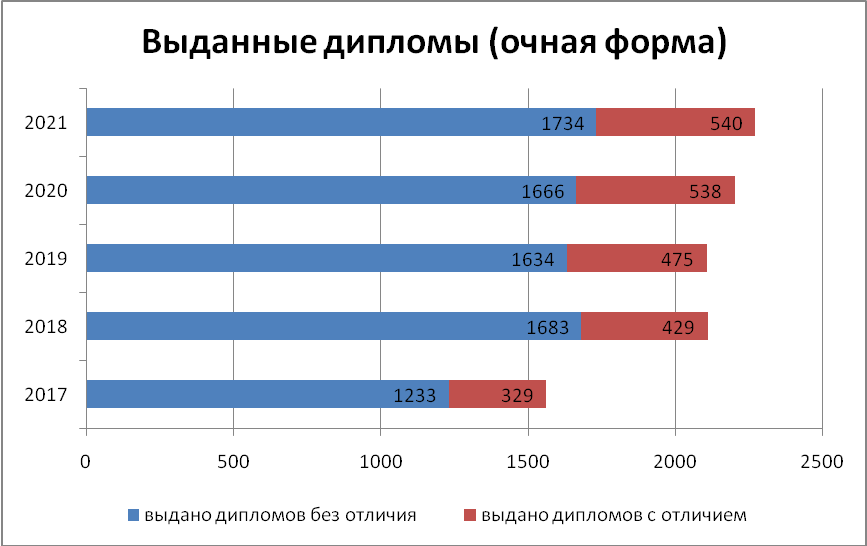 Выданные дипломы (очная форма)
2021 1734 540
2020 1666 538
2019 1634 475
2018 1683 429
2017 1233 329
0 500 1000 1500 2000 2500
выдано дипломов без отличия выдано дипломов с отличием